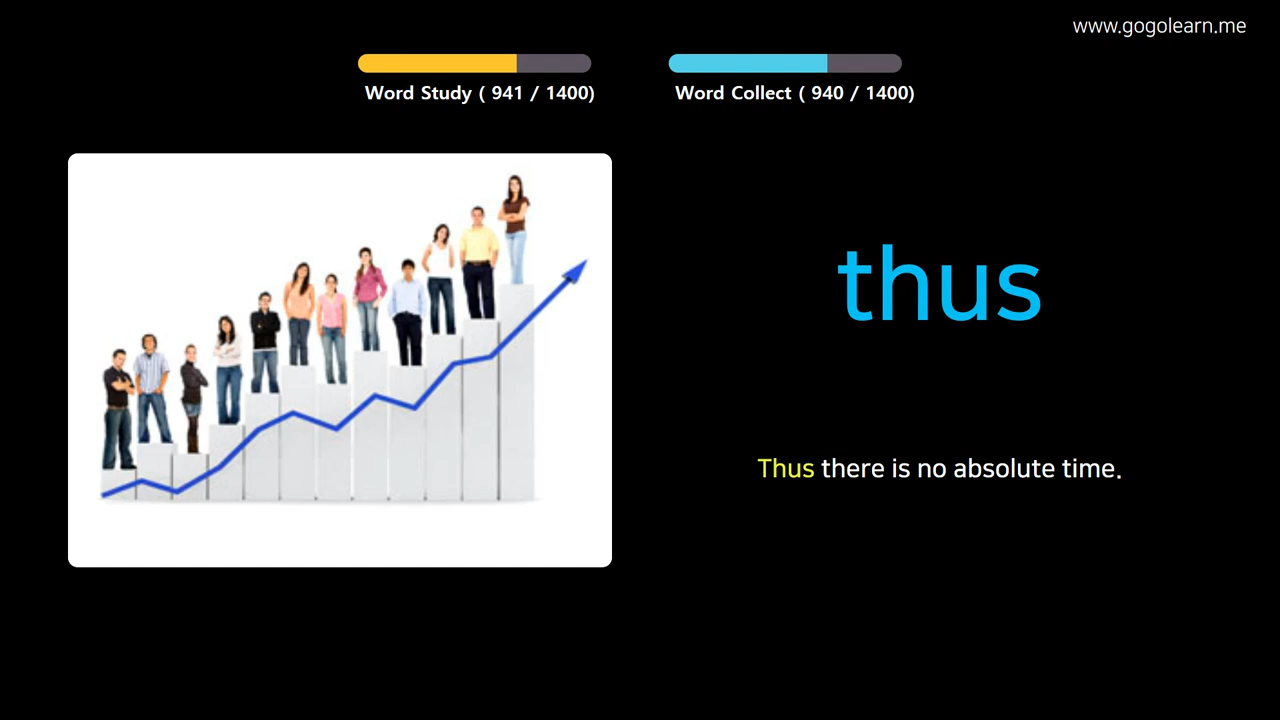 www.gogolearn.me
Word Study ( 941 / 1400)
Word Collect ( 940 / 1400)
thus
Thus there is no absolute time.